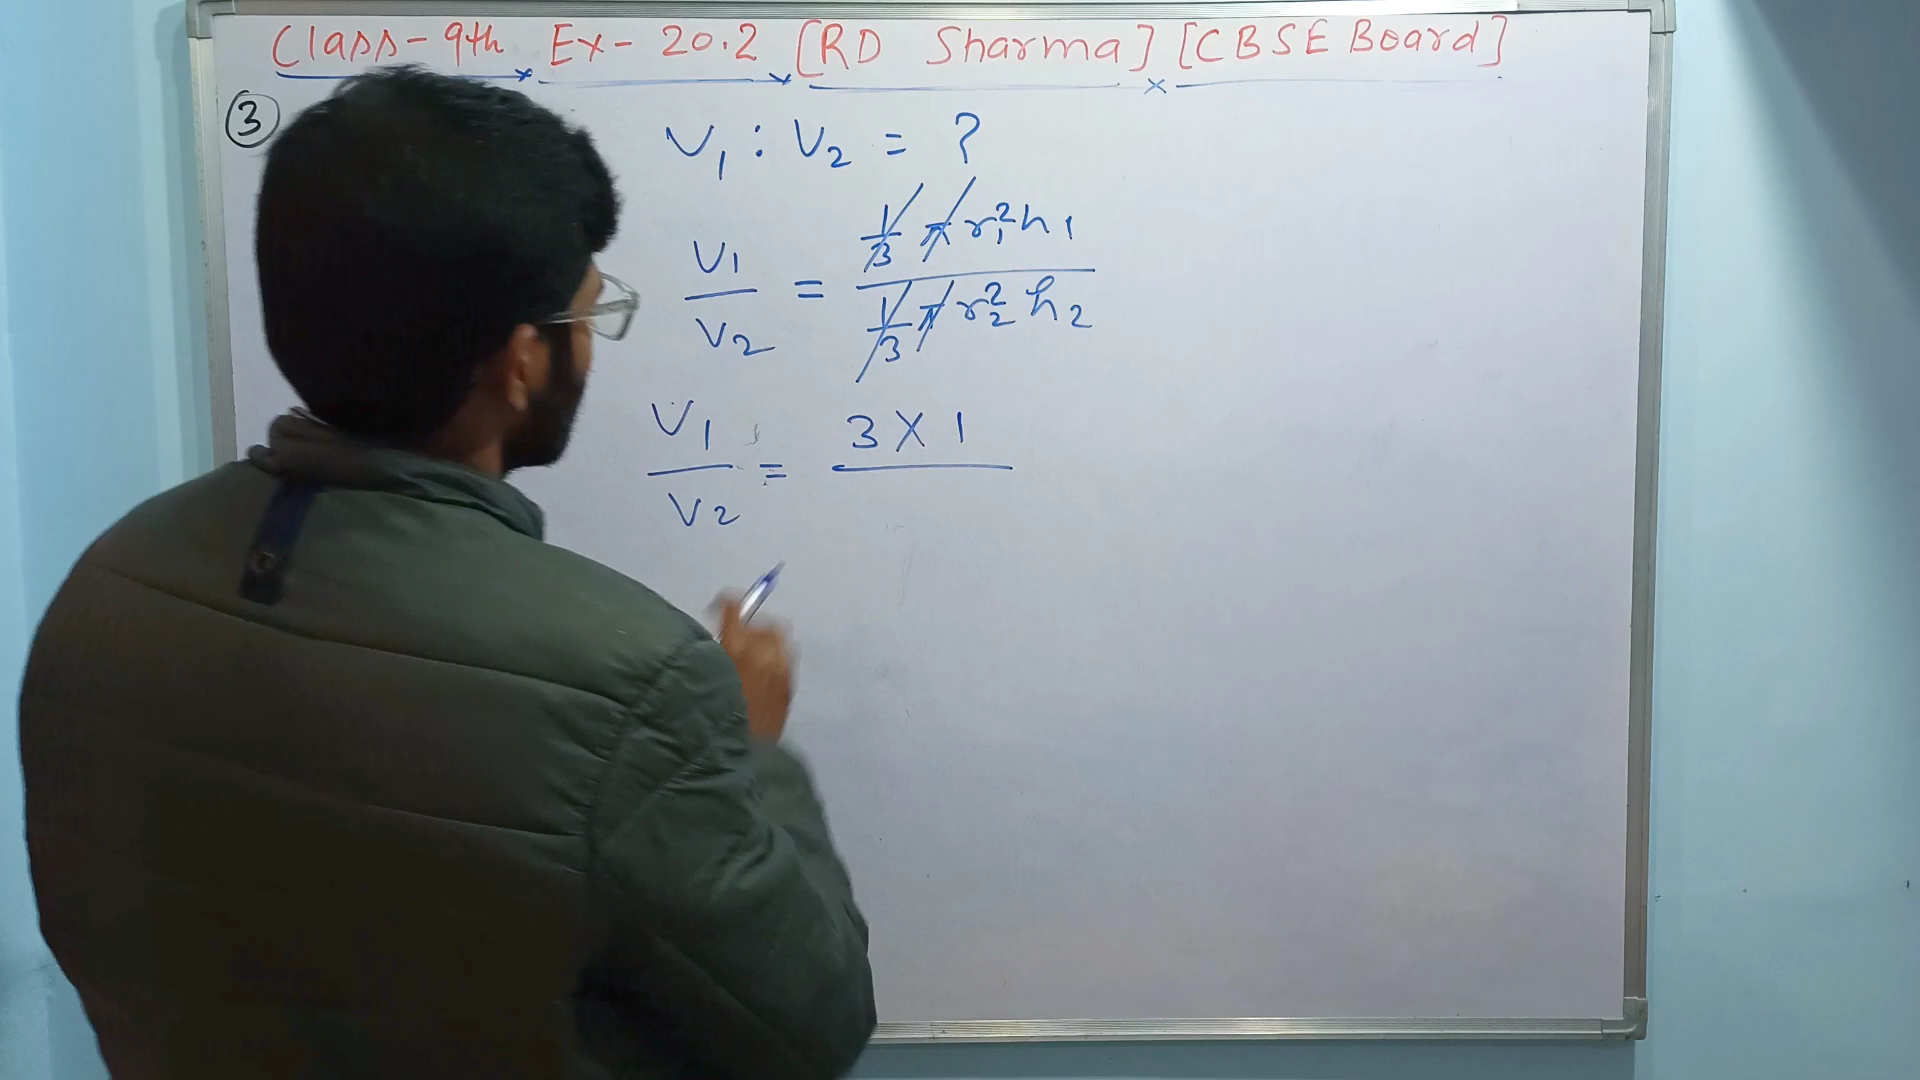 Class-9th Ex-20.2 [RD Sharma] [CBSE Board]
3
V₁ : V₂ = ?
V₁/V₂ = 1/3 π r₁² h₁ / 1/3 π r₂² h₂
V₁/V₂ = 3 X 1